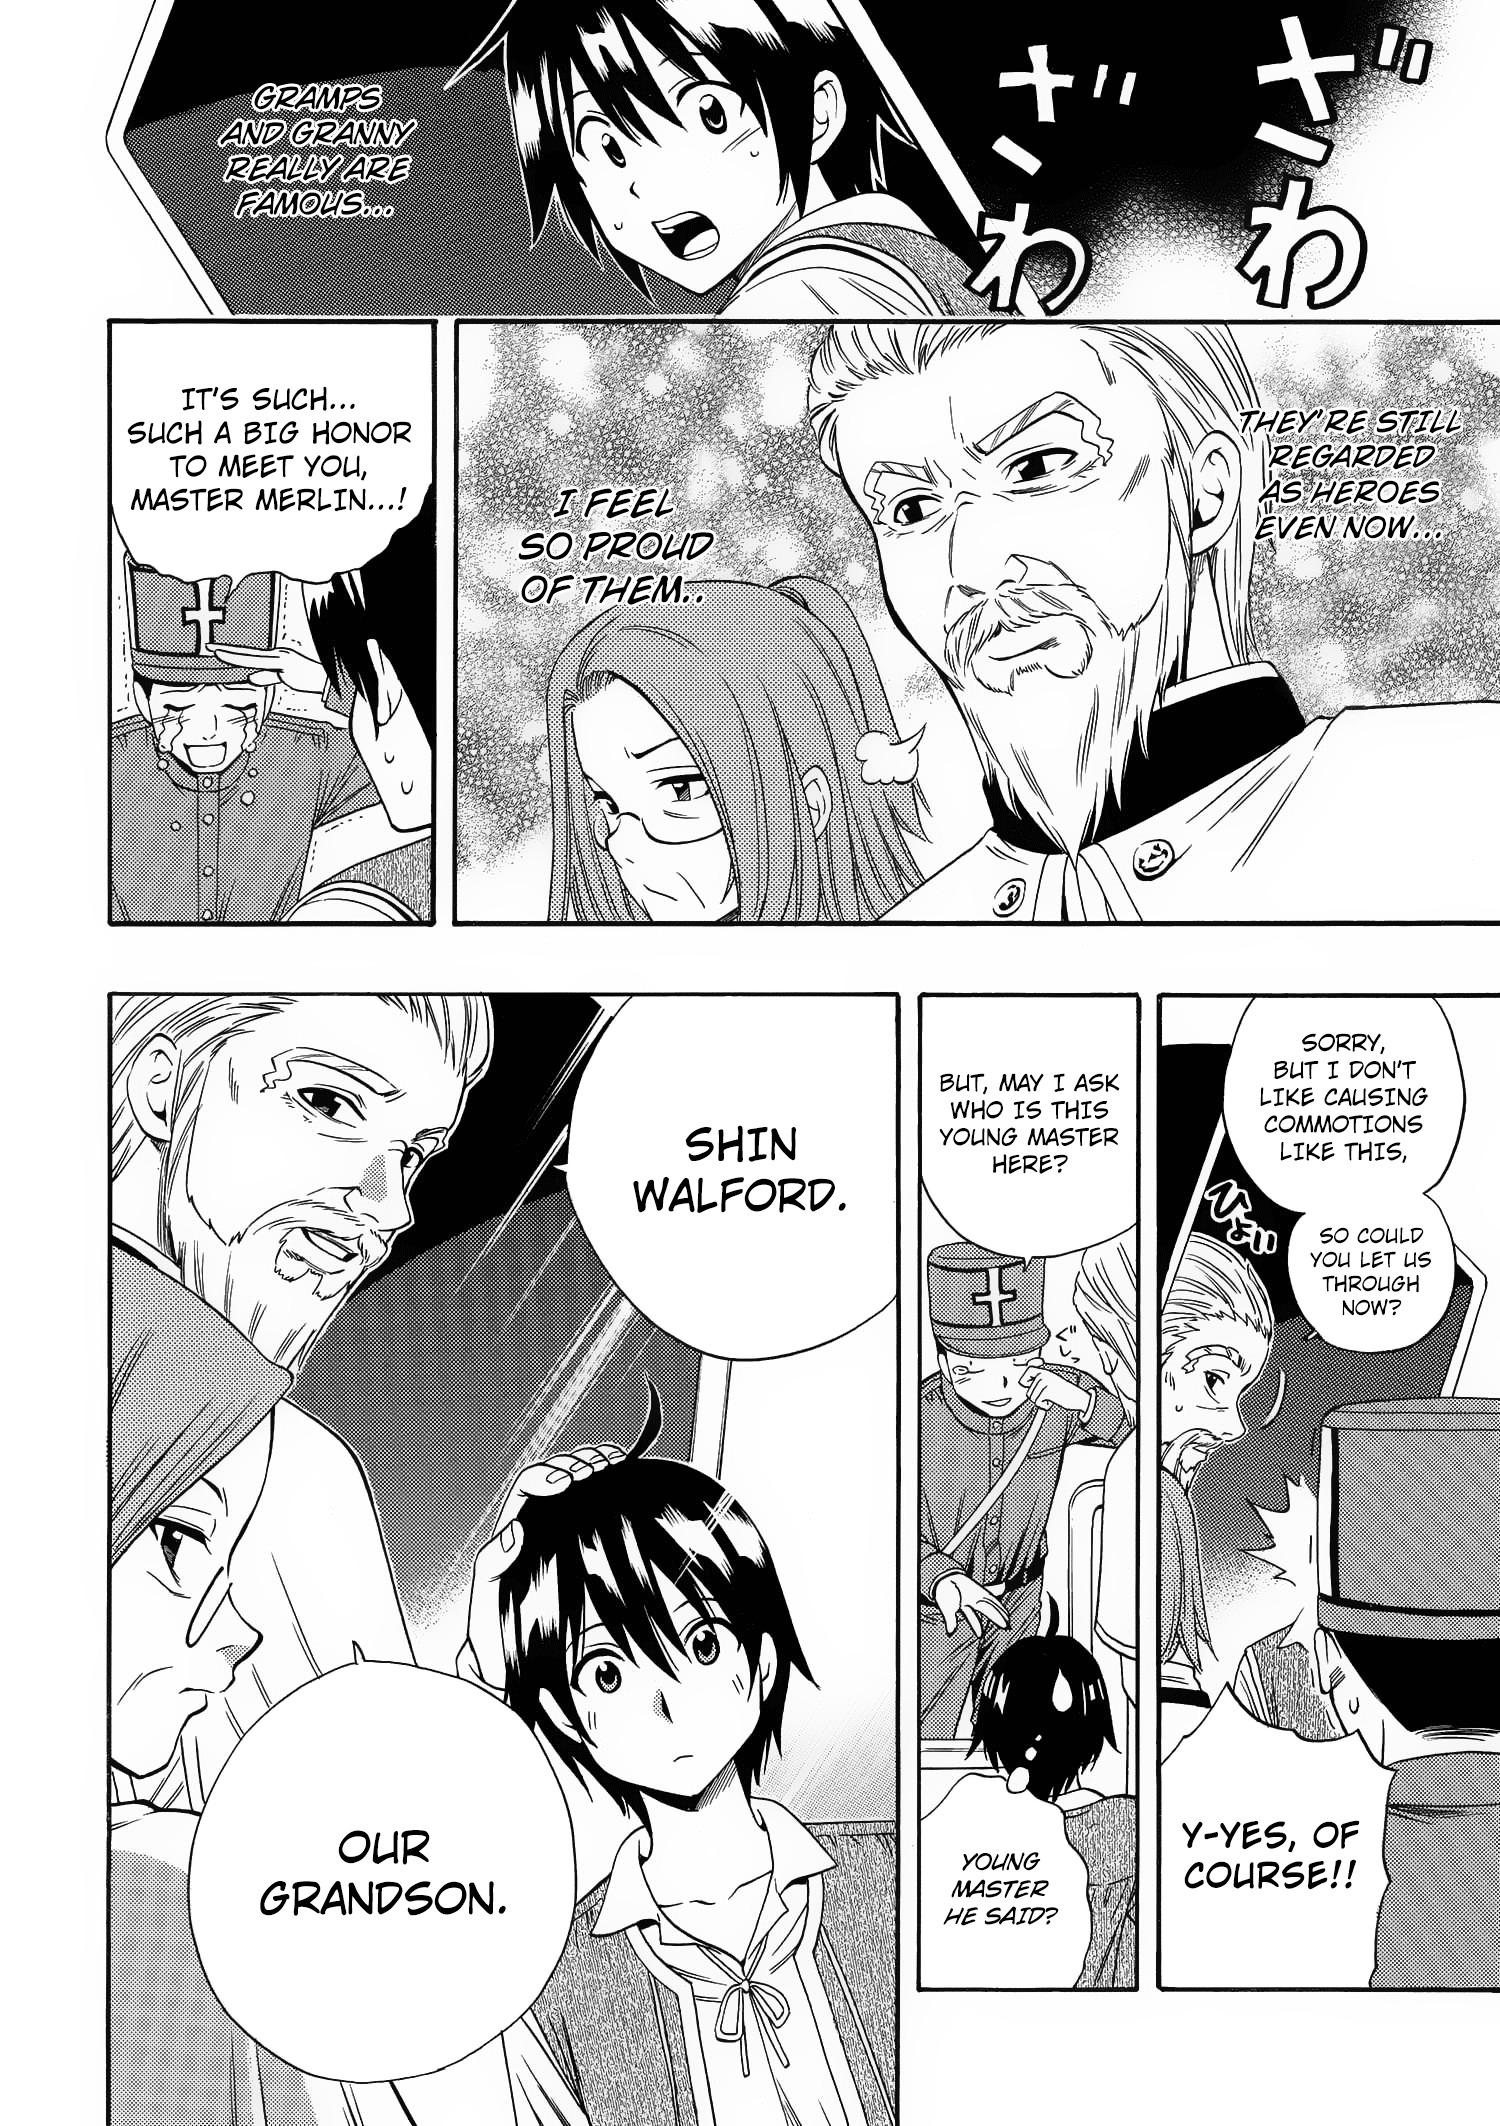 GRAMPS
AND GRANNY
REALLY ARE
FAMOUS...
ざわ
ざわ
THEY'RE STILL
REGARDED
AS HEROES
EVEN NOW...
I FEEL
SO PROUD
OF THEM..
IT'S SUCH...
SUCH A BIG HONOR
TO MEET YOU,
MASTER MERLIN...!
SORRY,
BUT I DON'T
LIKE CAUSING
COMMOTIONS
LIKE THIS,
SO COULD
YOU LET US
THROUGH
NOW?
ひょい
Y-YES, OF
COURSE!!
BUT, MAY I ASK
WHO IS THIS
YOUNG MASTER
HERE?
YOUNG
MASTER
HE SAID?
SHIN
WALFORD.
OUR
GRANDSON.